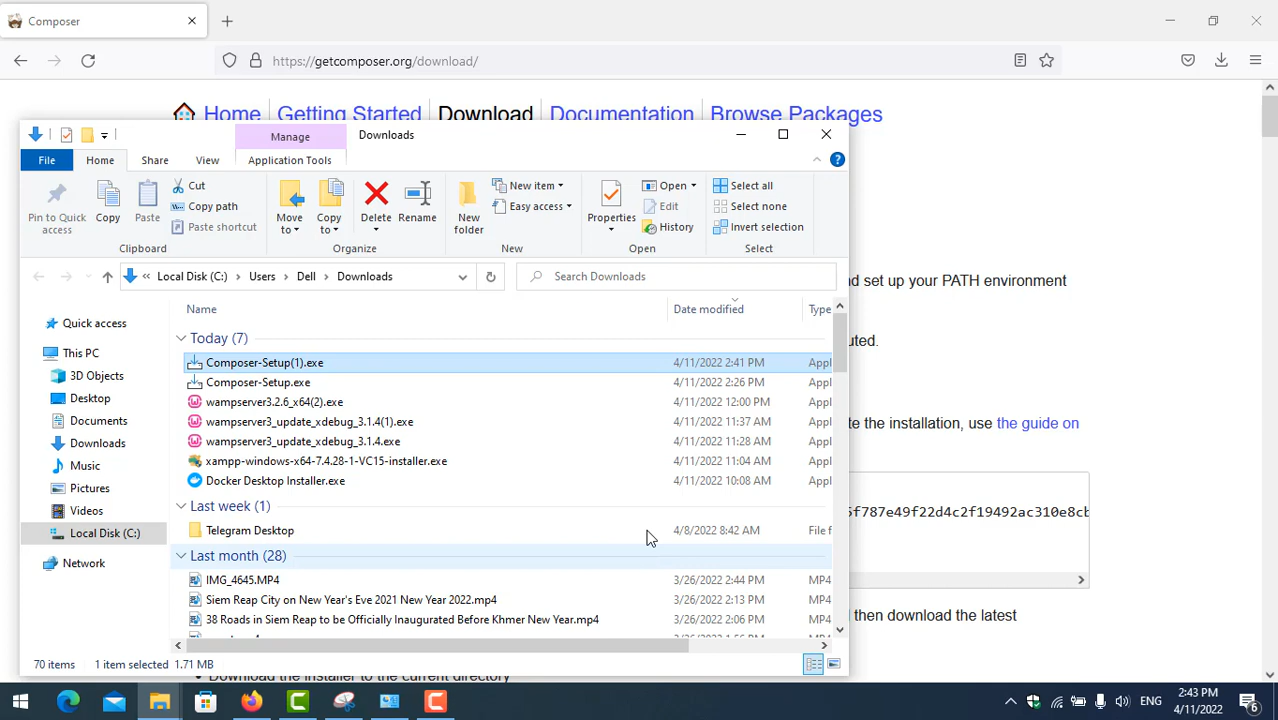 Composer
https://getcomposer.org/download/
Home Getting Started Download Documentation Browse Packages
Manage Downloads
File Home Share View Application Tools
Pin to Quick access
Copy
Paste
Cut
Copy path
Paste shortcut
Clipboard
Move to
Copy to
Delete
Rename
Organize
New folder
New item
Easy access
New
Properties
Open
Edit
History
Open
Select all
Select none
Invert selection
Select
Local Disk (C:) Users Dell Downloads
Search Downloads
nd set up your PATH environment
uted.
te the installation, use the guide on
5f787e49f22d4c2f19492ac310e8cb
d then download the latest
Download the installer to the current directory
Quick access
This PC
3D Objects
Desktop
Documents
Downloads
Music
Pictures
Videos
Local Disk (C:)
Network
Name Date modified Type
Today (7)
Composer-Setup(1).exe 4/11/2022 2:41 PM Appl
Composer-Setup.exe 4/11/2022 2:26 PM Appl
wampserver3.2.6_x64(2).exe 4/11/2022 12:00 PM Appl
wampserver3_update_xdebug_3.1.4(1).exe 4/11/2022 11:37 AM Appl
wampserver3_update_xdebug_3.1.4.exe 4/11/2022 11:28 AM Appl
xampp-windows-x64-7.4.28-1-VC15-installer.exe 4/11/2022 11:04 AM Appl
Docker Desktop Installer.exe 4/11/2022 10:08 AM Appl
Last week (1)
Telegram Desktop 4/8/2022 8:42 AM File f
Last month (28)
IMG_4645.MP4 3/26/2022 2:44 PM MP4
Siem Reap City on New Year's Eve 2021 New Year 2022.mp4 3/26/2022 2:13 PM MP4
38 Roads in Siem Reap to be Officially Inaugurated Before Khmer New Year.mp4 3/26/2022 2:06 PM MP4
70 items 1 item selected 1.71 MB
ENG
2:43 PM
4/11/2022
6